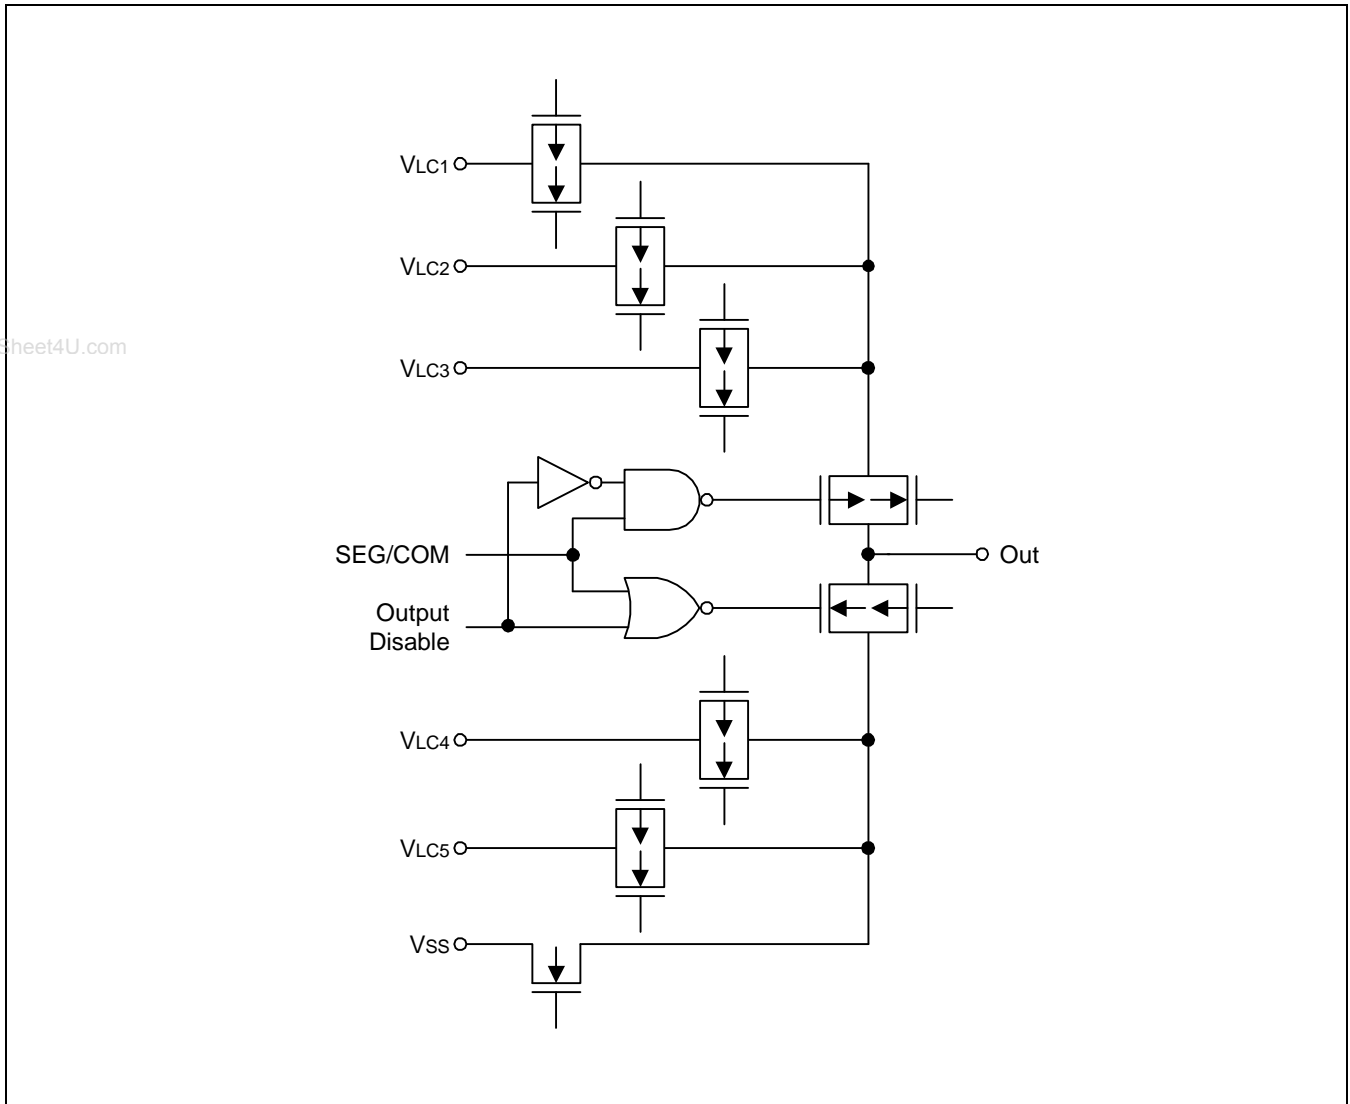 VLC1
VLC2
Sheet4U.com
VLC3
SEG/COM
Out
Output
Disable
VLC4
VLC5
VSS